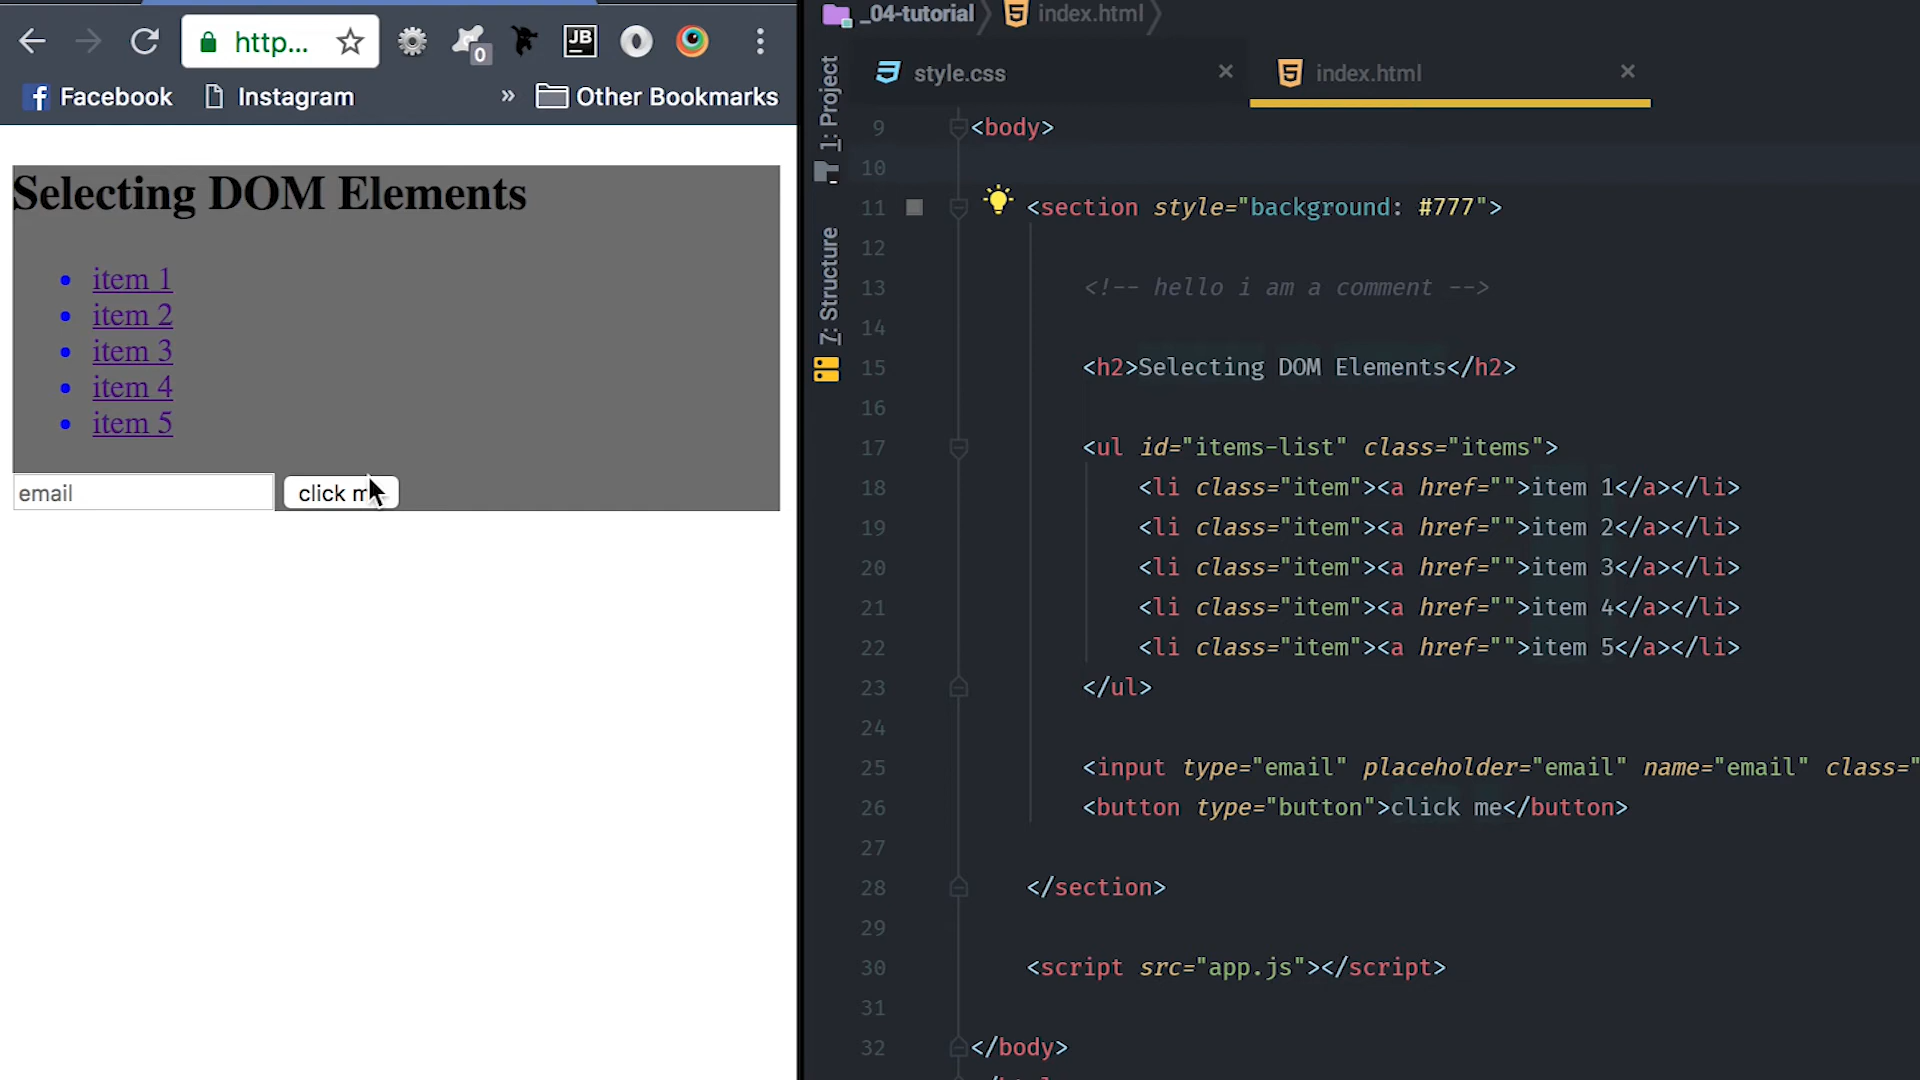 http...
0
JB
Facebook
Instagram
»
Other Bookmarks
Selecting DOM Elements
item 1
item 2
item 3
item 4
item 5
email
click m
_04-tutorial
index.html
1: Project
7: Structure
style.css
index.html
9 <body>
10
11 <section style="background: #777">
12
13 <!-- hello i am a comment -->
14
15 <h2>Selecting DOM Elements</h2>
16
17 <ul id="items-list" class="items">
18 <li class="item"><a href="">item 1</a></li>
19 <li class="item"><a href="">item 2</a></li>
20 <li class="item"><a href="">item 3</a></li>
21 <li class="item"><a href="">item 4</a></li>
22 <li class="item"><a href="">item 5</a></li>
23 </ul>
24
25 <input type="email" placeholder="email" name="email" class="
26 <button type="button">click me</button>
27
28 </section>
29
30 <script src="app.js"></script>
31
32 </body>